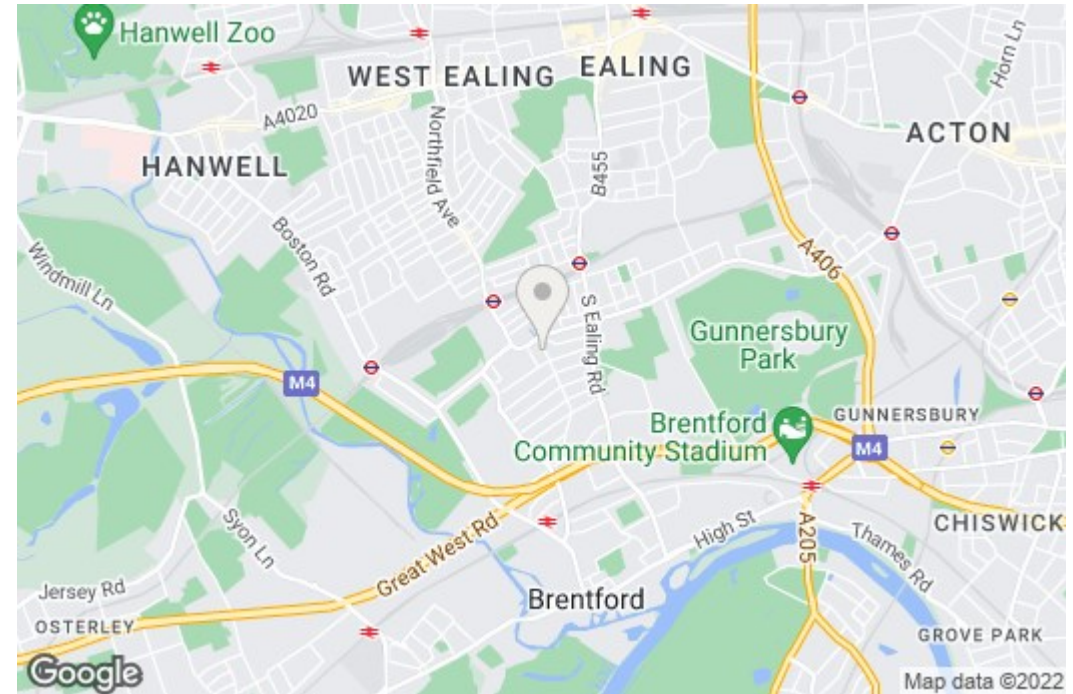 Hanwell Zoo
WEST EALING
EALING
Horn Ln
A4020
Northfield Ave
ACTON
HANWELL
B455
Boston Rd
Windmill Ln
A406
S Ealing Rd
Gunnersbury
Park
M4
GUNNERSBURY
Brentford
Community Stadium
M4
Syon Ln
Great West Rd
High St
A205
Thames Rd
CHISWICK
Jersey Rd
Brentford
OSTERLEY
GROVE PARK
Google
Map data ©2022